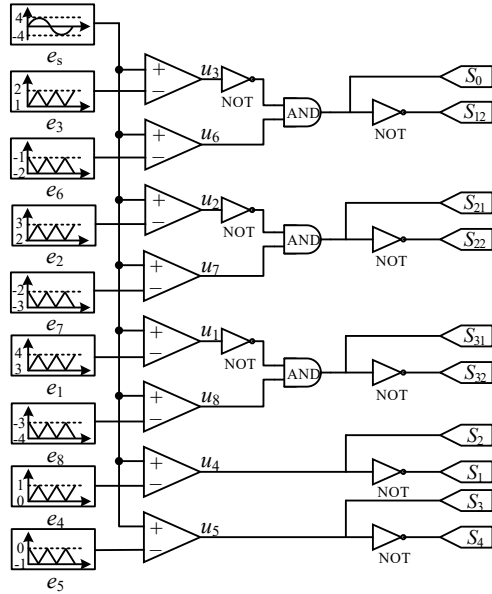 4
-4
e_s
2
1
e_3
+
−
u_3
NOT
AND
S_0
-1
-2
e_6
+
−
u_6
NOT
S_12
3
2
e_2
+
−
u_2
NOT
AND
S_21
-2
-3
e_7
+
−
u_7
NOT
S_22
4
3
e_1
+
−
u_1
NOT
AND
S_31
-3
-4
e_8
+
−
u_8
NOT
S_32
1
0
e_4
+
−
u_4
S_2
NOT
S_1
0
-1
e_5
+
−
u_5
S_3
NOT
S_4